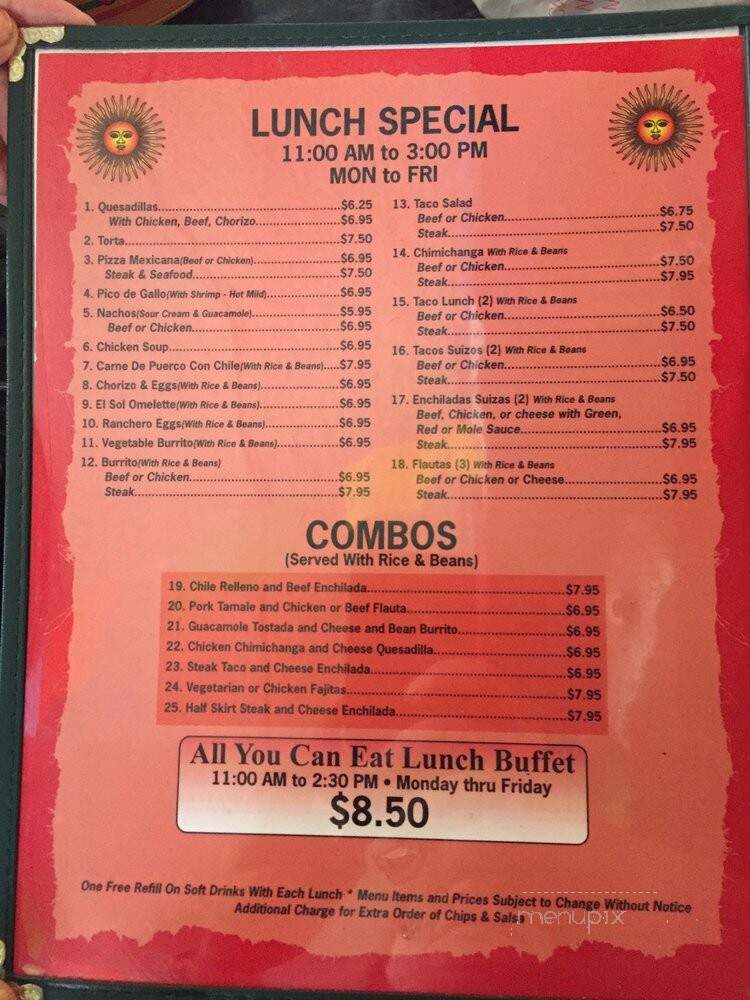 LUNCH SPECIAL
11:00 AM to 3:00 PM
MON to FRI
1. Quesadillas.....$6.25
With Chicken, Beef, Chorizo.....$6.95
2. Torta.....$7.50
3. Pizza Mexicana(Beef or Chicken).....$6.95
Steak & Seafood.....$7.50
4. Pico de Gallo(With Shrimp - Hot Mild).....$6.95
5. Nachos(Sour Cream & Guacamole).....$5.95
Beef or Chicken.....$6.95
6. Chicken Soup.....$6.95
7. Carne De Puerco Con Chile(With Rice & Beans).....$7.95
8. Chorizo & Eggs(With Rice & Beans).....$6.95
9. El Sol Omelette(With Rice & Beans).....$6.95
10. Ranchero Eggs(With Rice & Beans).....$6.95
11. Vegetable Burrito(With Rice & Beans).....$6.95
12. Burrito(With Rice & Beans)
Beef or Chicken.....$6.95
Steak.....$7.95
13. Taco Salad
Beef or Chicken.....$6.75
Steak.....$7.50
14. Chimichanga With Rice & Beans
Beef or Chicken.....$7.50
Steak.....$7.95
15. Taco Lunch (2) With Rice & Beans
Beef or Chicken.....$6.50
Steak.....$7.50
16. Tacos Suizos (2) With Rice & Beans
Beef or Chicken.....$6.95
Steak.....$7.50
17. Enchiladas Suizas (2) With Rice & Beans
Beef, Chicken, or cheese with Green,
Red or Mole Sauce.....$6.95
Steak.....$7.95
18. Flautas (3) With Rice & Beans
Beef or Chicken or Cheese.....$6.95
Steak.....$7.95
COMBOS
(Served With Rice & Beans)
19. Chile Relleno and Beef Enchilada.....$7.95
20. Pork Tamale and Chicken or Beef Flauta.....$6.95
21. Guacamole Tostada and Cheese and Bean Burrito.....$6.95
22. Chicken Chimichanga and Cheese Quesadilla.....$6.95
23. Steak Taco and Cheese Enchilada.....$6.95
24. Vegetarian or Chicken Fajitas.....$7.95
25. Half Skirt Steak and Cheese Enchilada.....$7.95
All You Can Eat Lunch Buffet
11:00 AM to 2:30 PM • Monday thru Friday
$8.50
One Free Refill On Soft Drinks With Each Lunch * Menu Items and Prices Subject to Change Without Notice
Additional Charge for Extra Order of Chips & Salsa
menupix